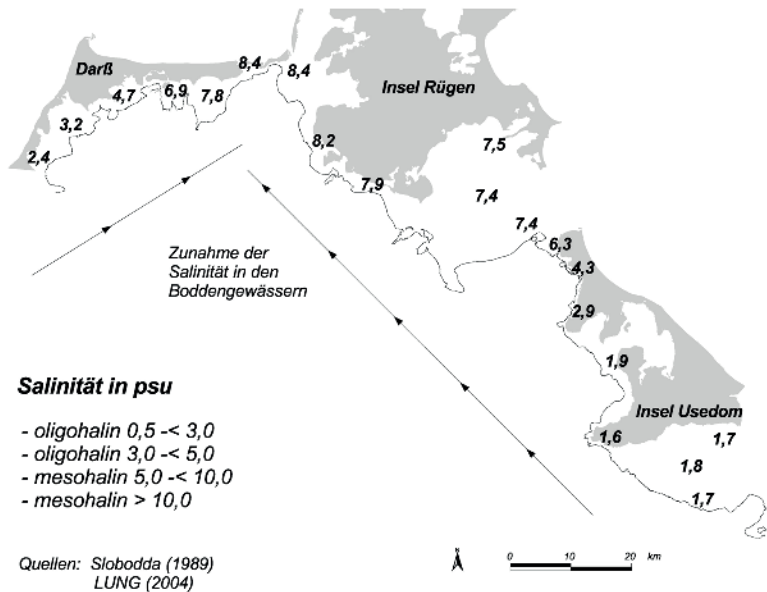 Darß
8,4
8,4
Insel Rügen
4,7
6,9
7,8
3,2
2,4
8,2
7,5
7,9
7,4
7,4
6,3
4,3
2,9
1,9
Zunahme der
Salinität in den
Boddengewässern
Insel Usedom
1,6
1,7
1,8
1,7
Salinität in psu
- oligohalin 0,5 -< 3,0
- oligohalin 3,0 -< 5,0
- mesohalin 5,0 -< 10,0
- mesohalin > 10,0
Quellen: Slobodda (1989)
LUNG (2004)
N
0 10 20 km